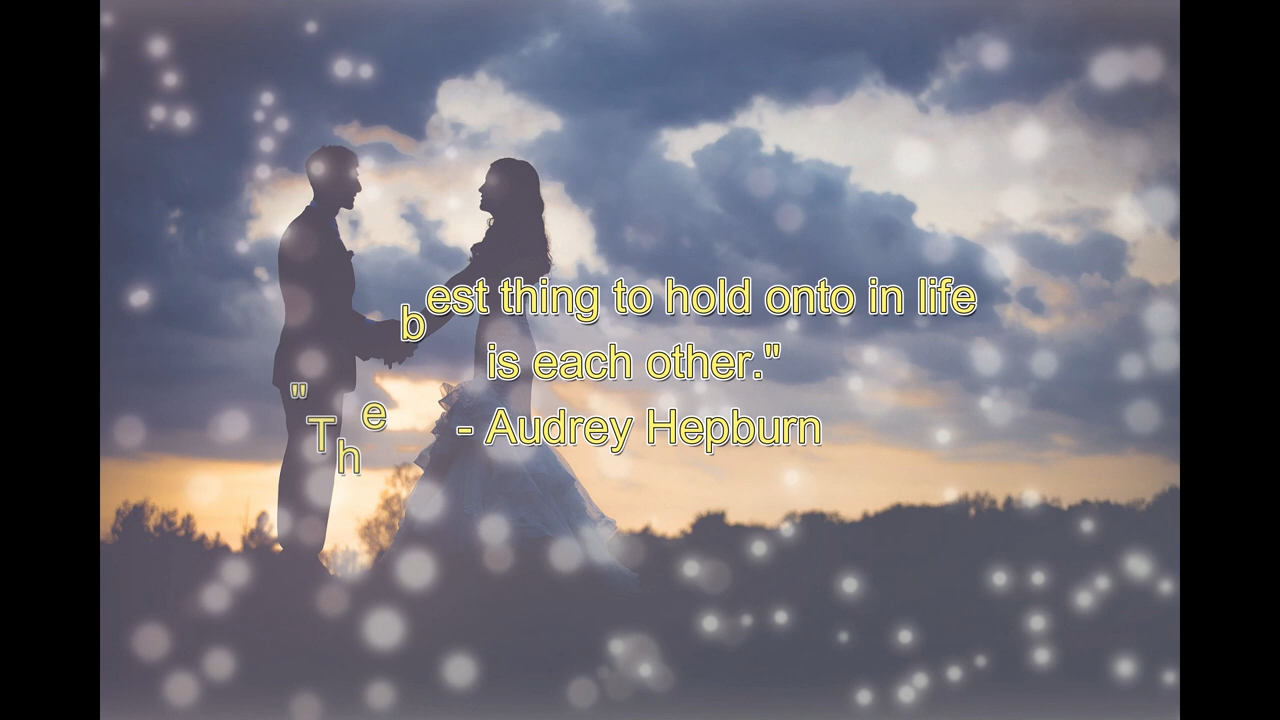 "The best thing to hold onto in life
is each other."
- Audrey Hepburn